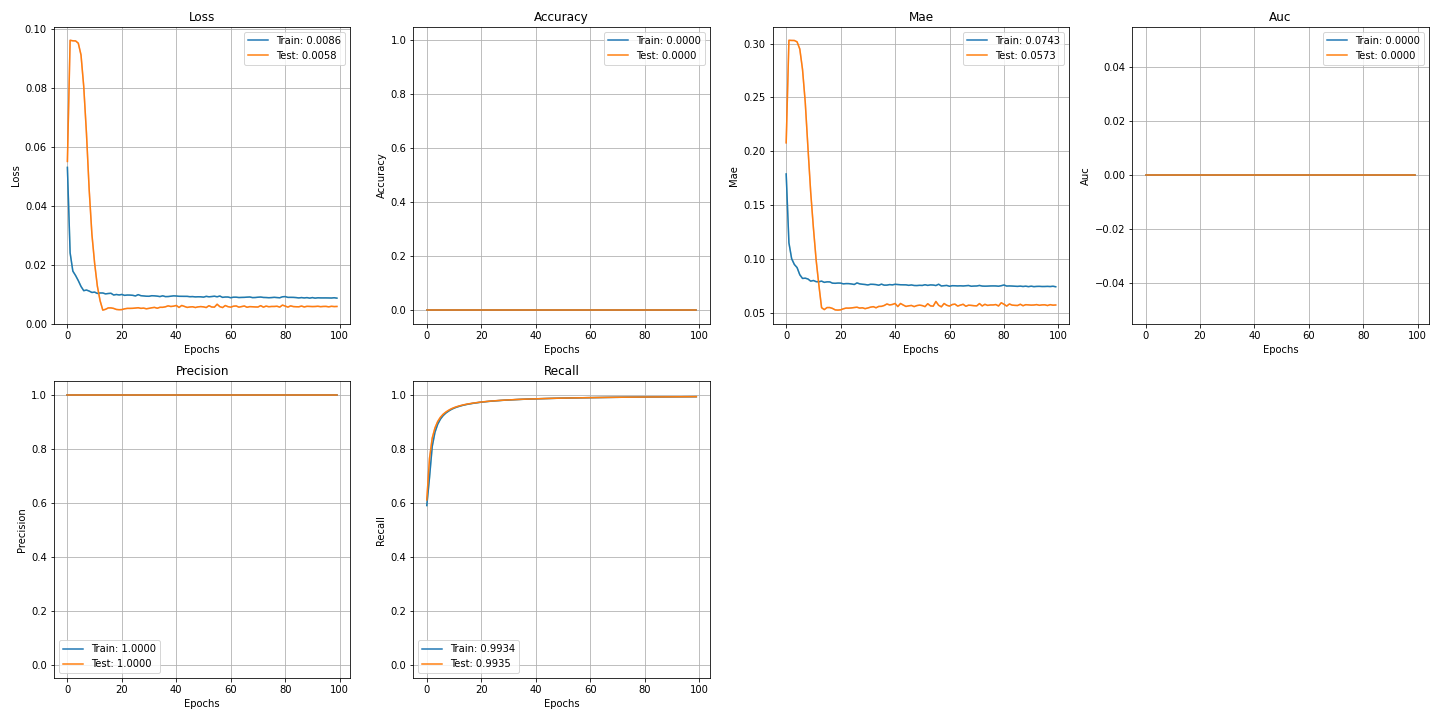 Loss
0.10
0.08
0.06
0.04
0.02
0.00
Loss
0 20 40 60 80 100
Epochs
Train: 0.0086
Test: 0.0058
Accuracy
1.0
0.8
0.6
0.4
0.2
0.0
Accuracy
0 20 40 60 80 100
Epochs
Train: 0.0000
Test: 0.0000
Mae
0.30
0.25
0.20
0.15
0.10
0.05
Mae
0 20 40 60 80 100
Epochs
Train: 0.0743
Test: 0.0573
Auc
0.04
0.02
0.00
−0.02
−0.04
Auc
0 20 40 60 80 100
Epochs
Train: 0.0000
Test: 0.0000
Precision
1.0
0.8
0.6
0.4
0.2
0.0
Precision
0 20 40 60 80 100
Epochs
Train: 1.0000
Test: 1.0000
Recall
1.0
0.8
0.6
0.4
0.2
0.0
Recall
0 20 40 60 80 100
Epochs
Train: 0.9934
Test: 0.9935